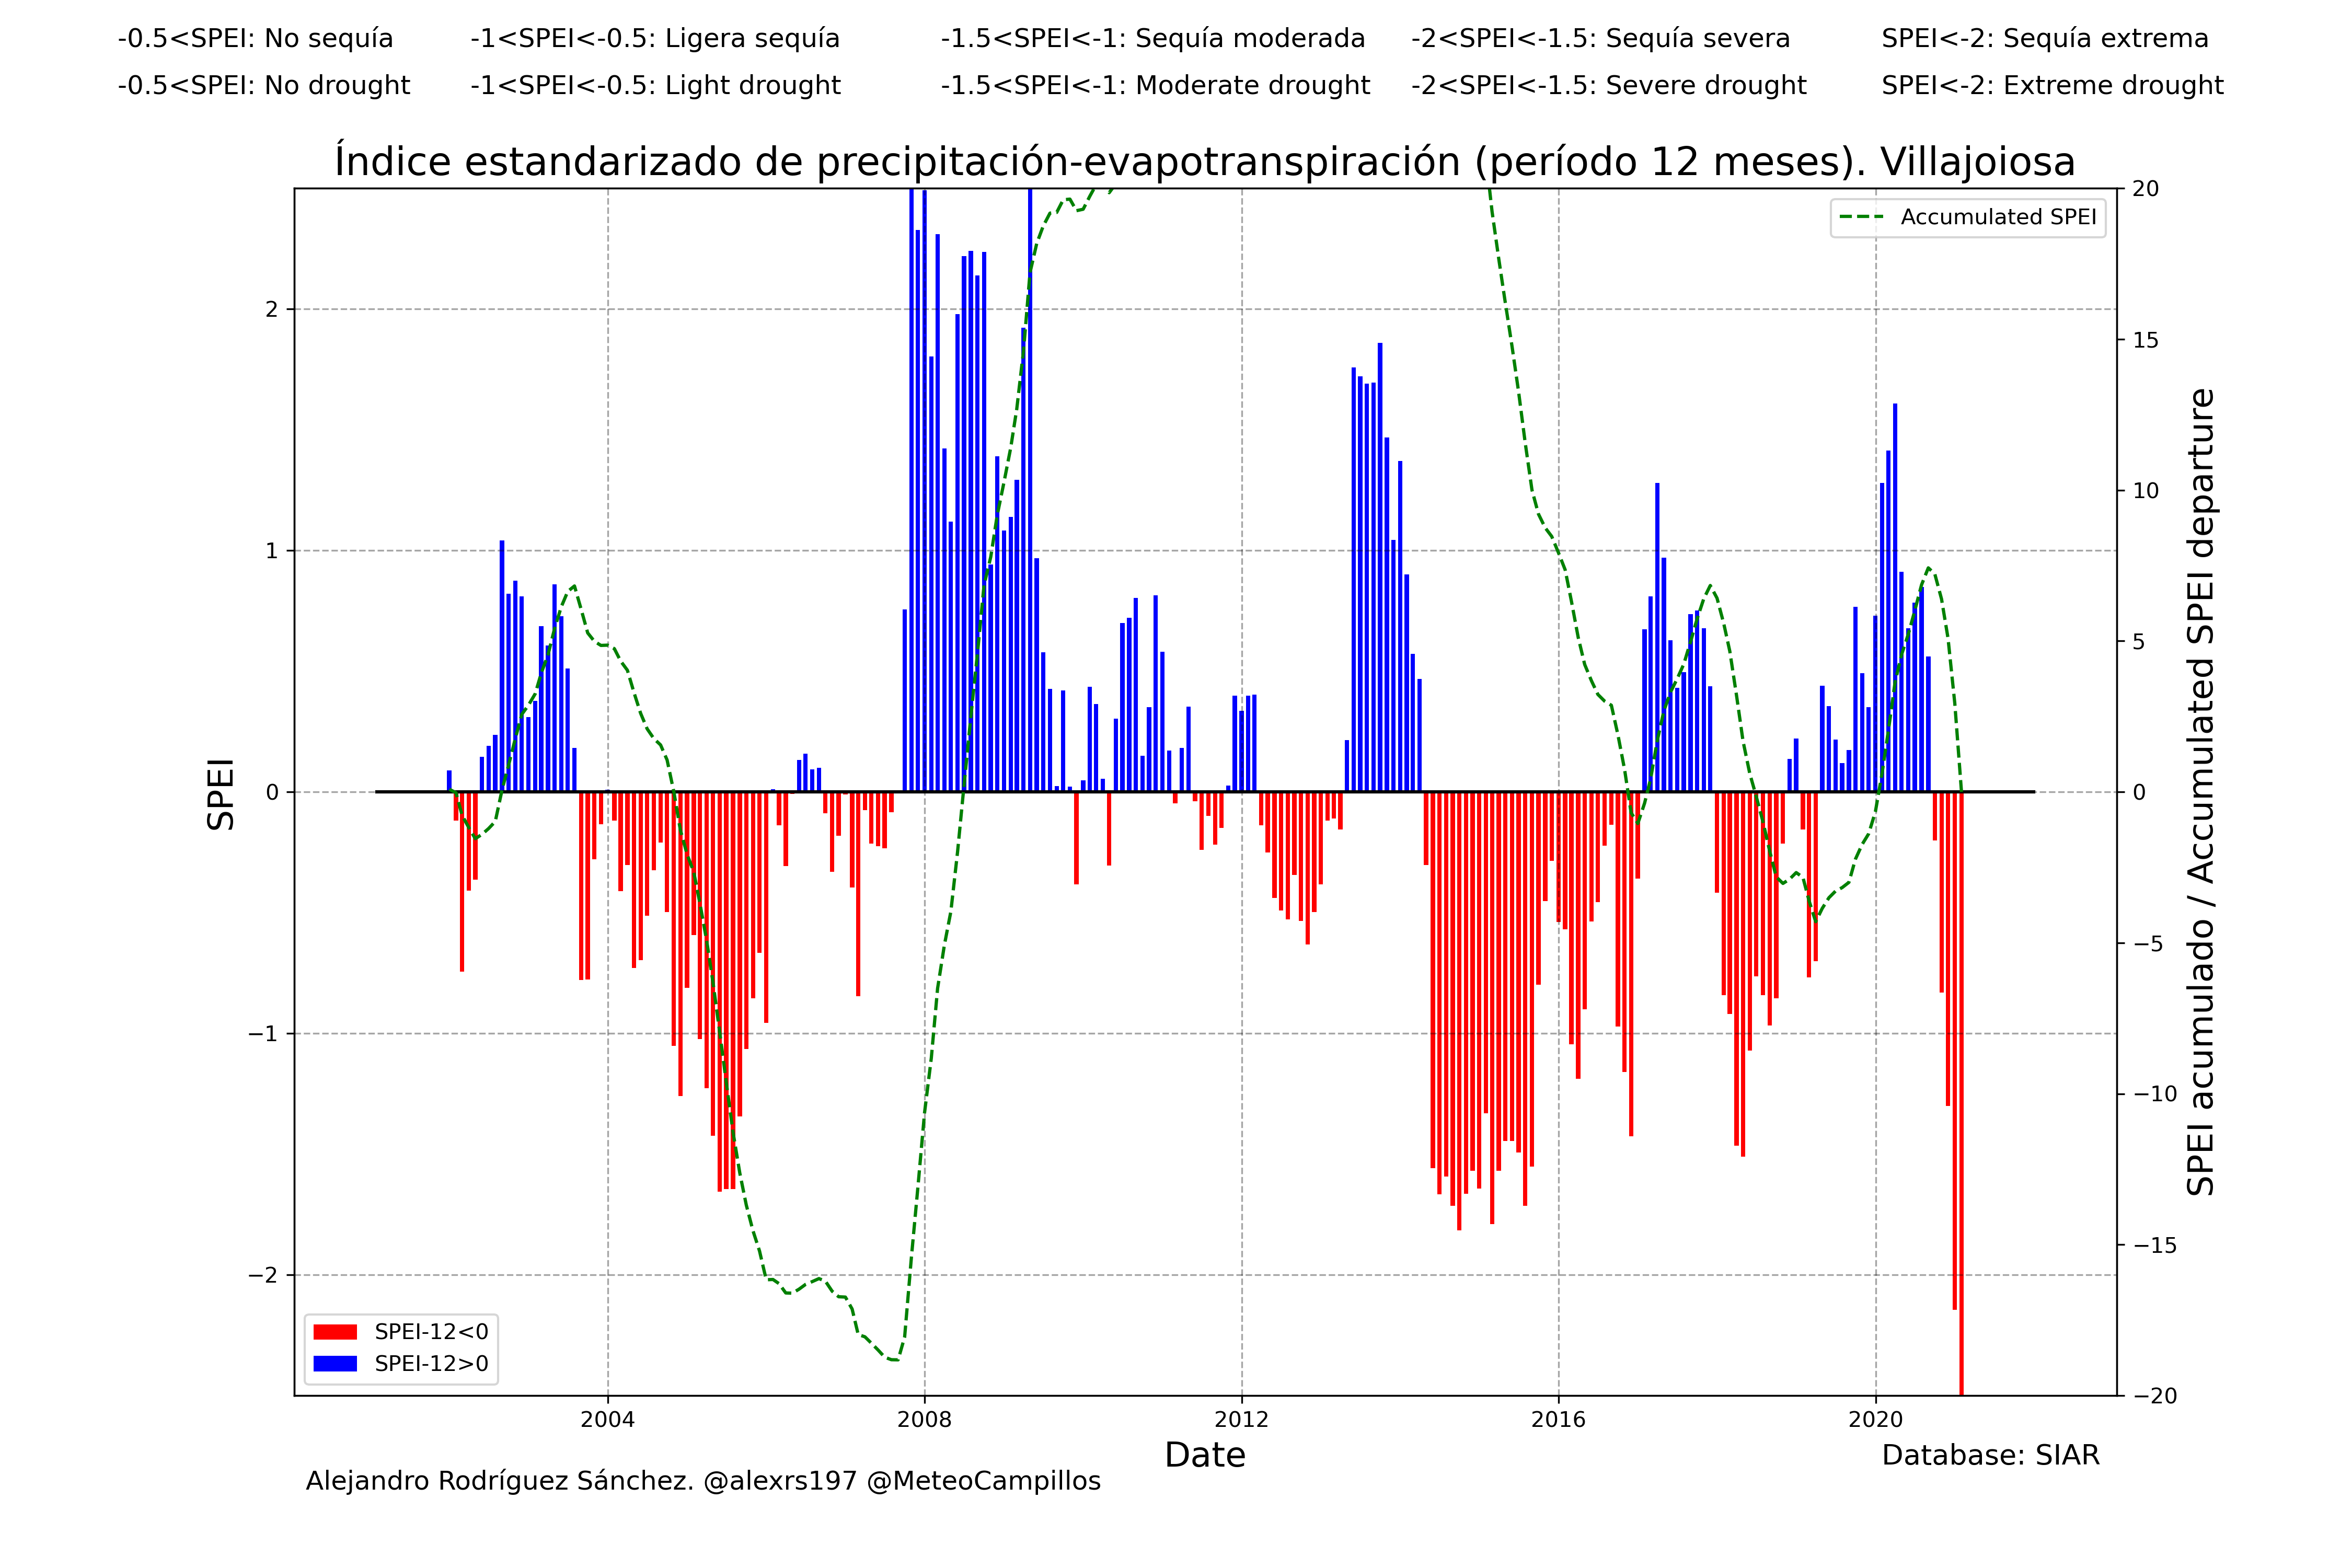 -0.5<SPEI: No sequía -1<SPEI<-0.5: Ligera sequía -1.5<SPEI<-1: Sequía moderada -2<SPEI<-1.5: Sequía severa SPEI<-2: Sequía extrema
-0.5<SPEI: No drought -1<SPEI<-0.5: Light drought -1.5<SPEI<-1: Moderate drought -2<SPEI<-1.5: Severe drought SPEI<-2: Extreme drought
Índice estandarizado de precipitación-evapotranspiración (período 12 meses). Villajoiosa
Accumulated SPEI
SPEI
2
1
0
−1
−2
20
15
10
5
0
−5
−10
−15
−20
SPEI acumulado / Accumulated SPEI departure
SPEI-12<0
SPEI-12>0
2004 2008 2012 2016 2020
Date
Database: SIAR
Alejandro Rodríguez Sánchez. @alexrs197 @MeteoCampillos